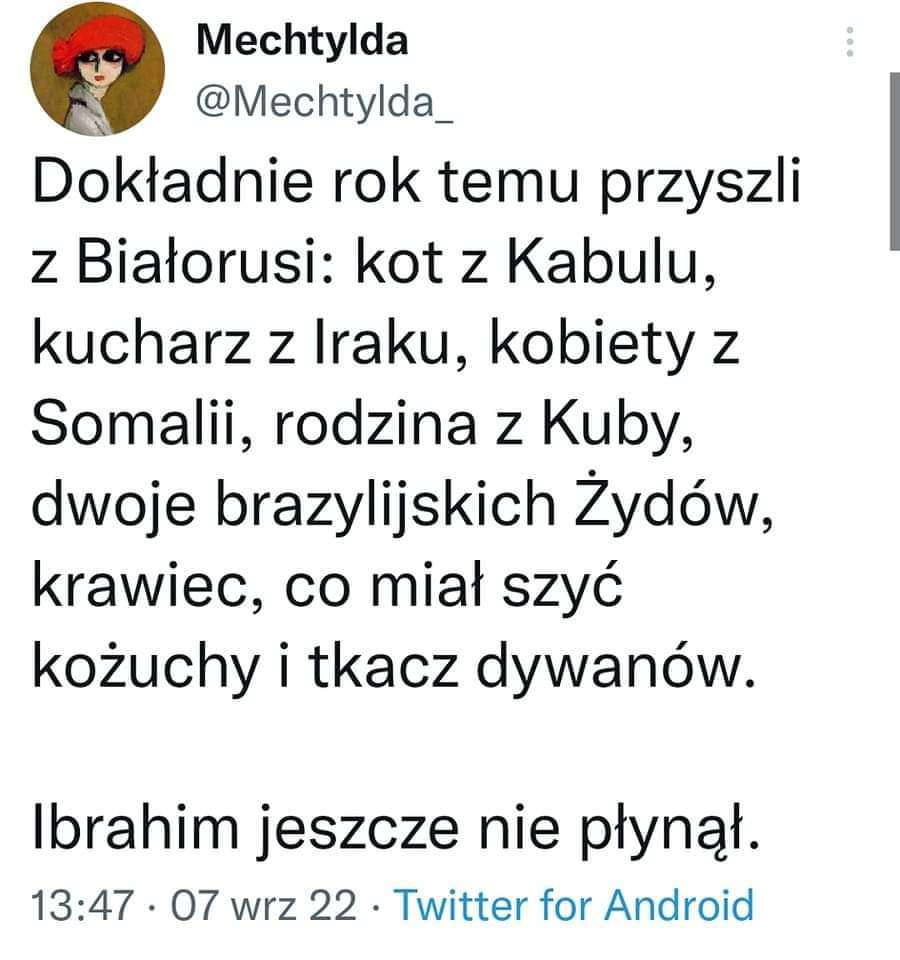 Mechtylda
@Mechtylda_
Dokładnie rok temu przyszli
z Białorusi: kot z Kabulu,
kucharz z Iraku, kobiety z
Somalii, rodzina z Kuby,
dwoje brazylijskich Żydów,
krawiec, co miał szyć
kożuchy i tkacz dywanów.
Ibrahim jeszcze nie płynął.
13:47 · 07 wrz 22 · Twitter for Android